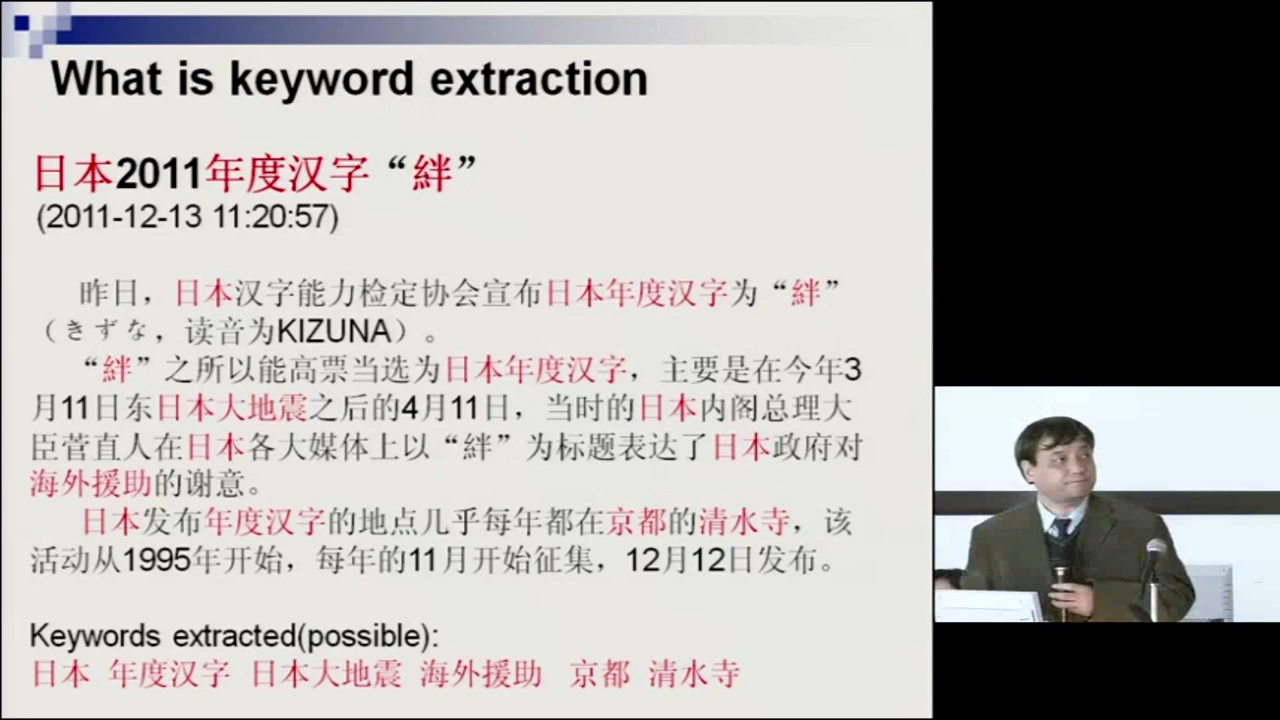 What is keyword extraction
日本2011年度汉字“絆”
(2011-12-13 11:20:57)
昨日，日本汉字能力检定协会宣布日本年度汉字为“絆”
（きずな，读音为KIZUNA）。
“絆”之所以能高票当选为日本年度汉字，主要是在今年3
月11日东日本大地震之后的4月11日，当时的日本内阁总理大
臣菅直人在日本各大媒体上以“絆”为标题表达了日本政府对
海外援助的谢意。
日本发布年度汉字的地点几乎每年都在京都的清水寺，该
活动从1995年开始，每年的11月开始征集，12月12日发布。
Keywords extracted(possible):
日本 年度汉字 日本大地震 海外援助 京都 清水寺